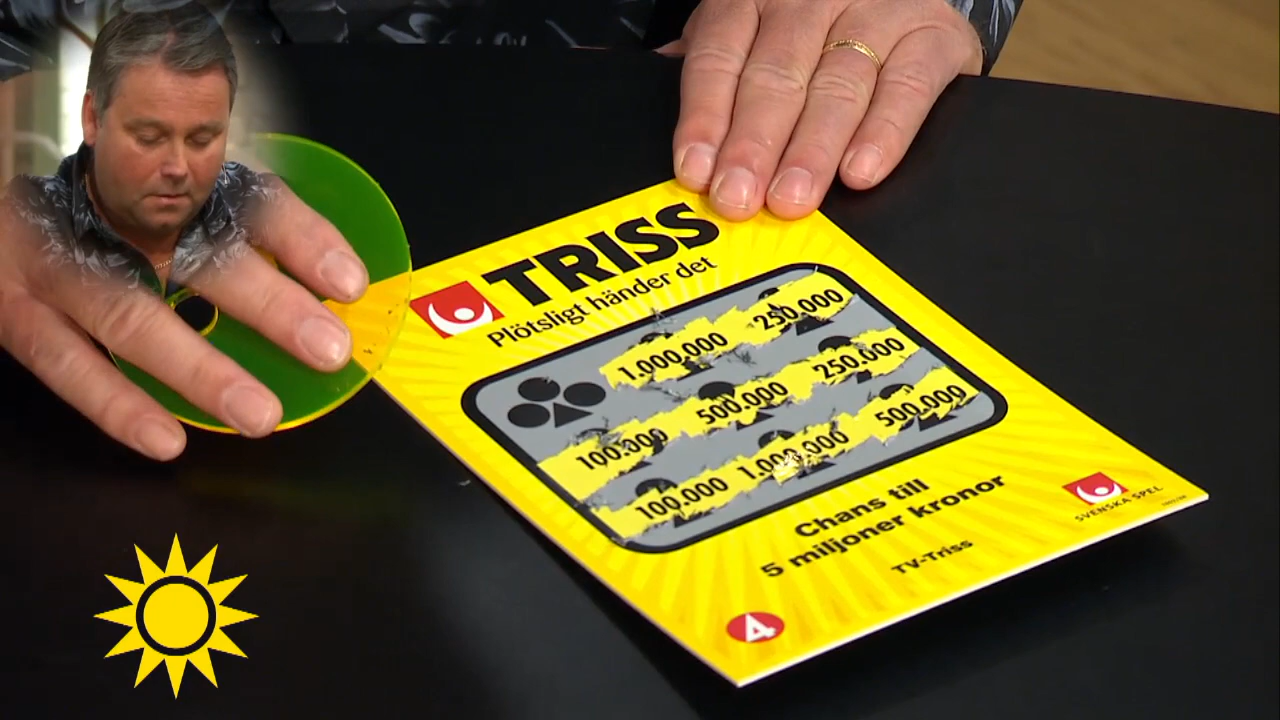 TRISS
Plötsligt händer det
1.000.000 250.000
100.000 500.000 250.000
100.000 1.000.000 500.000
Chans till
5 miljoner kronor
TV-Triss
SVENSKA SPEL
4